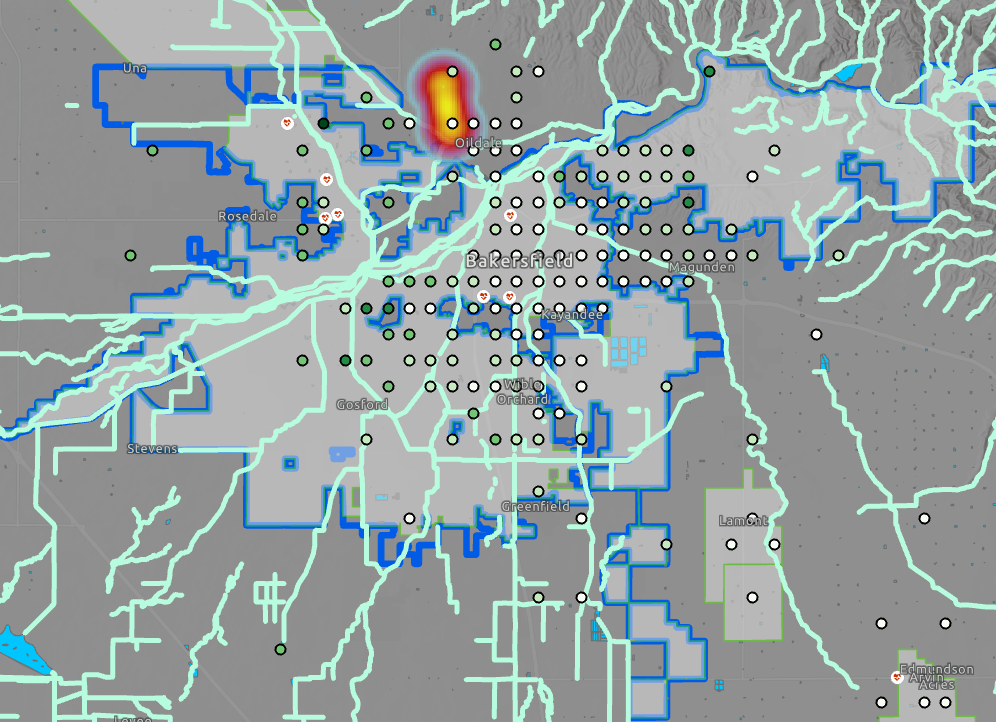 Una
Oildale
Rosedale
Bakersfield
Magunden
Kayandee
Wible
Orchard
Gosford
Stevens
Greenfield
Lamont
Edmundson
Arvin
Acres